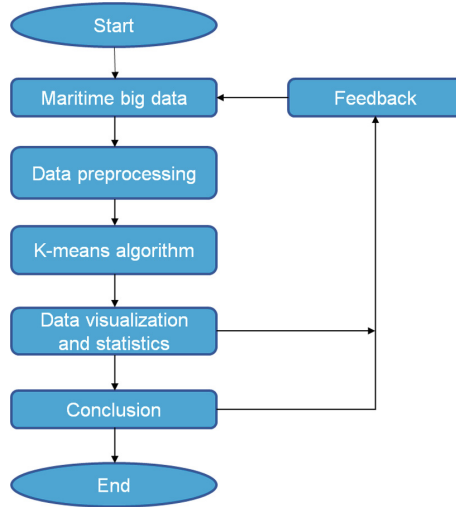 Start
Maritime big data
Feedback
Data preprocessing
K-means algorithm
Data visualization
and statistics
Conclusion
End